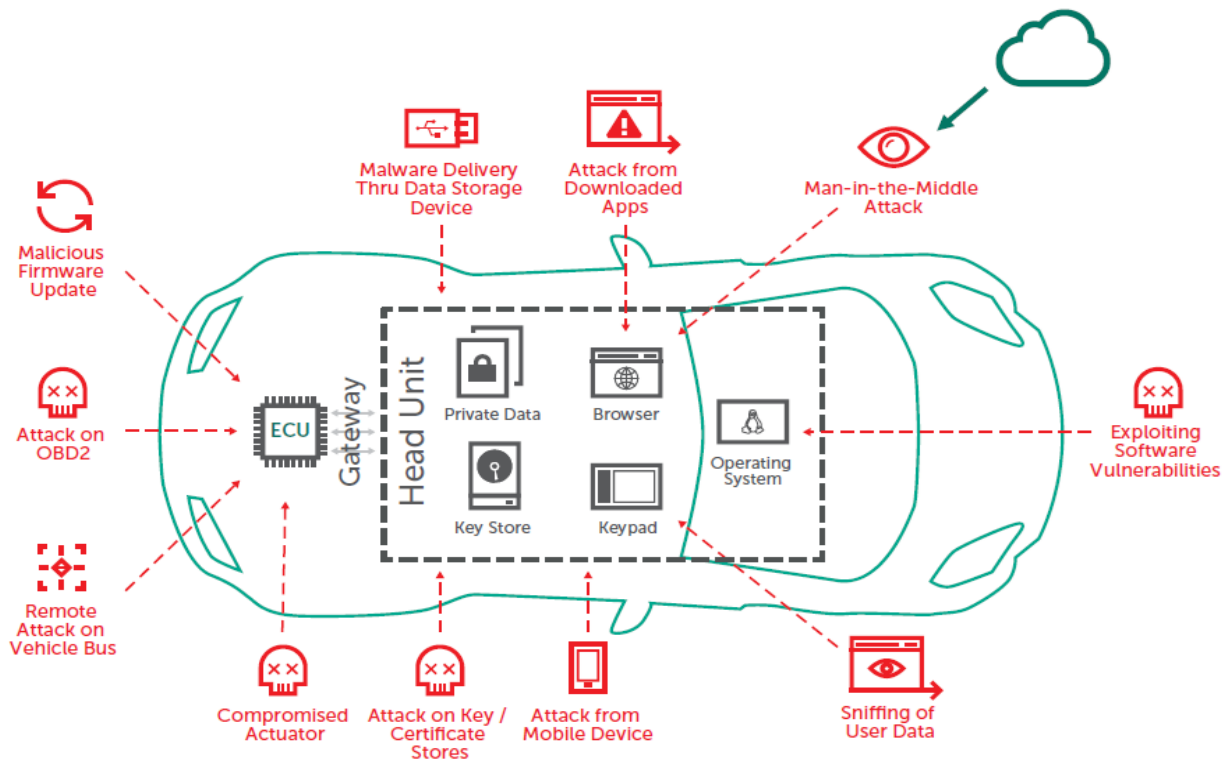 Malware Delivery
Thru Data Storage
Device
Attack from
Downloaded
Apps
Man-in-the-Middle
Attack
Malicious
Firmware
Update
Attack on
OBD2
Remote
Attack on
Vehicle Bus
ECU
Gateway
Head Unit
Private Data
Browser
Key Store
Keypad
Operating
System
Exploiting
Software
Vulnerabilities
Compromised
Actuator
Attack on Key /
Certificate
Stores
Attack from
Mobile Device
Sniffing of
User Data